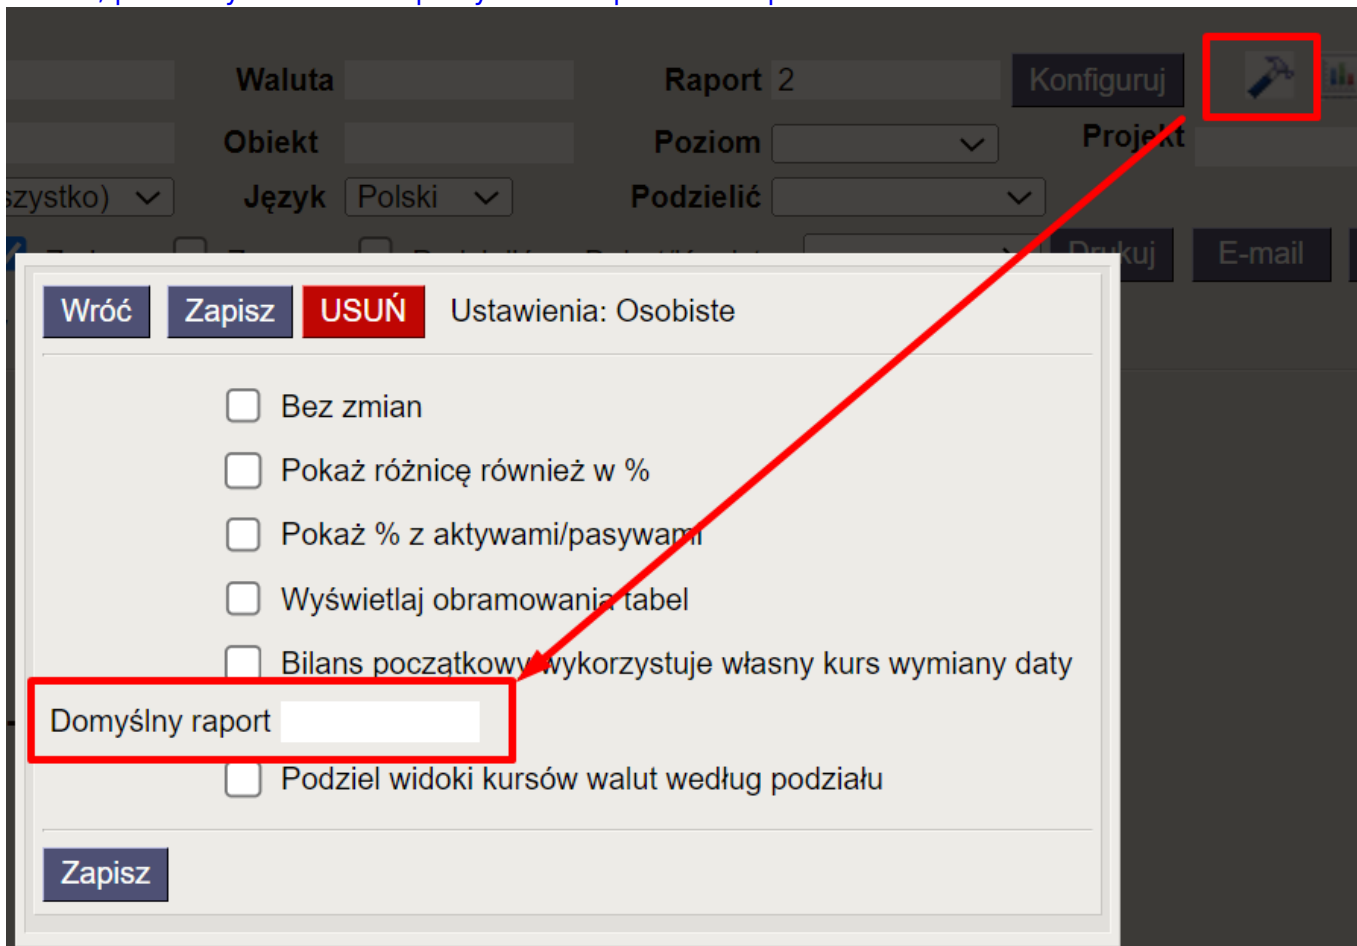 Waluta Raport 2 Konfiguruj
Obiekt Poziom Projekt
szystko) Język Polski Podzielić
Drukuj E-mail
Wróć Zapisz USUŃ Ustawienia: Osobiste
Bez zmian
Pokaż różnicę również w %
Pokaż % z aktywami/pasywami
Wyświetlaj obramowania tabel
Bilans początkowy wykorzystuje własny kurs wymiany daty
Domyślny raport
Podziel widoki kursów walut według podziału
Zapisz